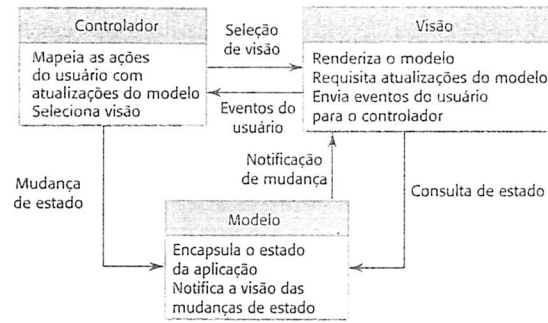 Controlador
Mapeia as ações
do usuário com
atualizações do modelo
Seleciona visão
Seleção
de visão
Eventos do
usuário
Visão
Renderiza o modelo
Requisita atualizações do modelo
Envia eventos do usuário
para o controlador
Mudança
de estado
Notificação
de mudança
Consulta de estado
Modelo
Encapsula o estado
da aplicação
Notifica a visão das
mudanças de estado